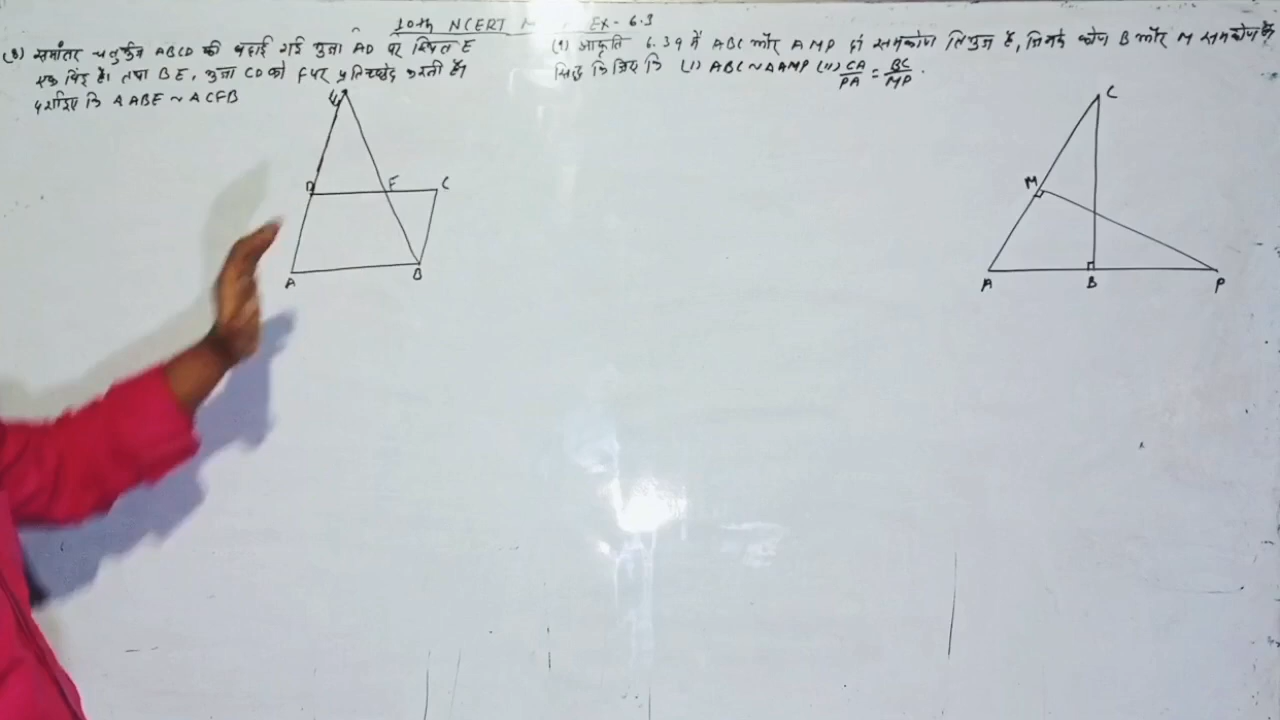 10th NCERT EX- 6.3
(8) समांतर चतुर्भुज ABCD की बढ़ाई गई भुजा AD पर स्थित E
एक बिंदु है। तथा BE, भुजा CD को F पर प्रतिच्छेद करती है।
दर्शाइए कि ΔABE ~ ΔCFB
(9) आकृति 6.39 में ABC और AMP दो समकोण त्रिभुज है, जिनके कोण B और M समकोण है
सिद्ध किजिए कि (i) ABC ~ ΔAMP (ii) CA/PA = BC/MP.
E
D F C
A B
C
M
A B P